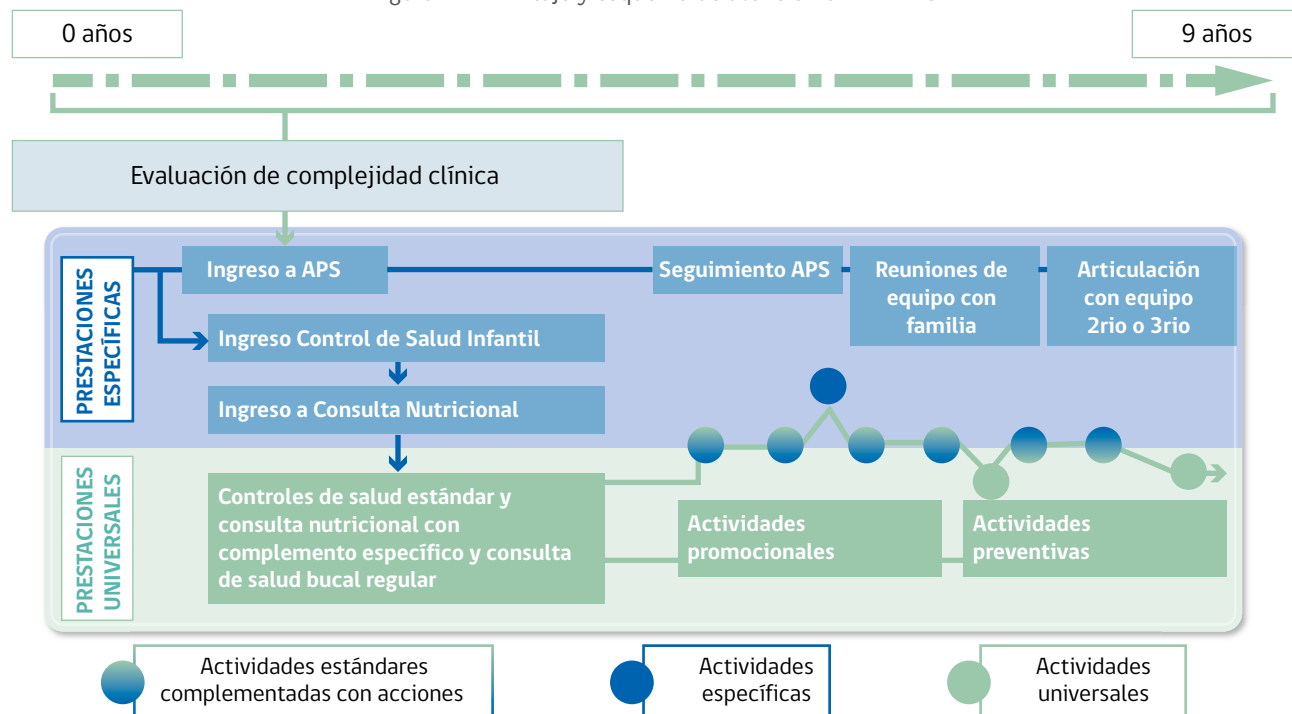 0 años
9 años
Evaluación de complejidad clínica
PRESTACIONES
ESPECÍFICAS
Ingreso a APS
Seguimiento APS
Reuniones de
equipo con
familia
Articulación
con equipo
2rio o 3rio
Ingreso Control de Salud Infantil
Ingreso a Consulta Nutricional
PRESTACIONES
UNIVERSALES
Controles de salud estándar y
consulta nutricional con
complemento específico y consulta
de salud bucal regular
Actividades
promocionales
Actividades
preventivas
Actividades estándares
complementadas con acciones
Actividades
específicas
Actividades
universales